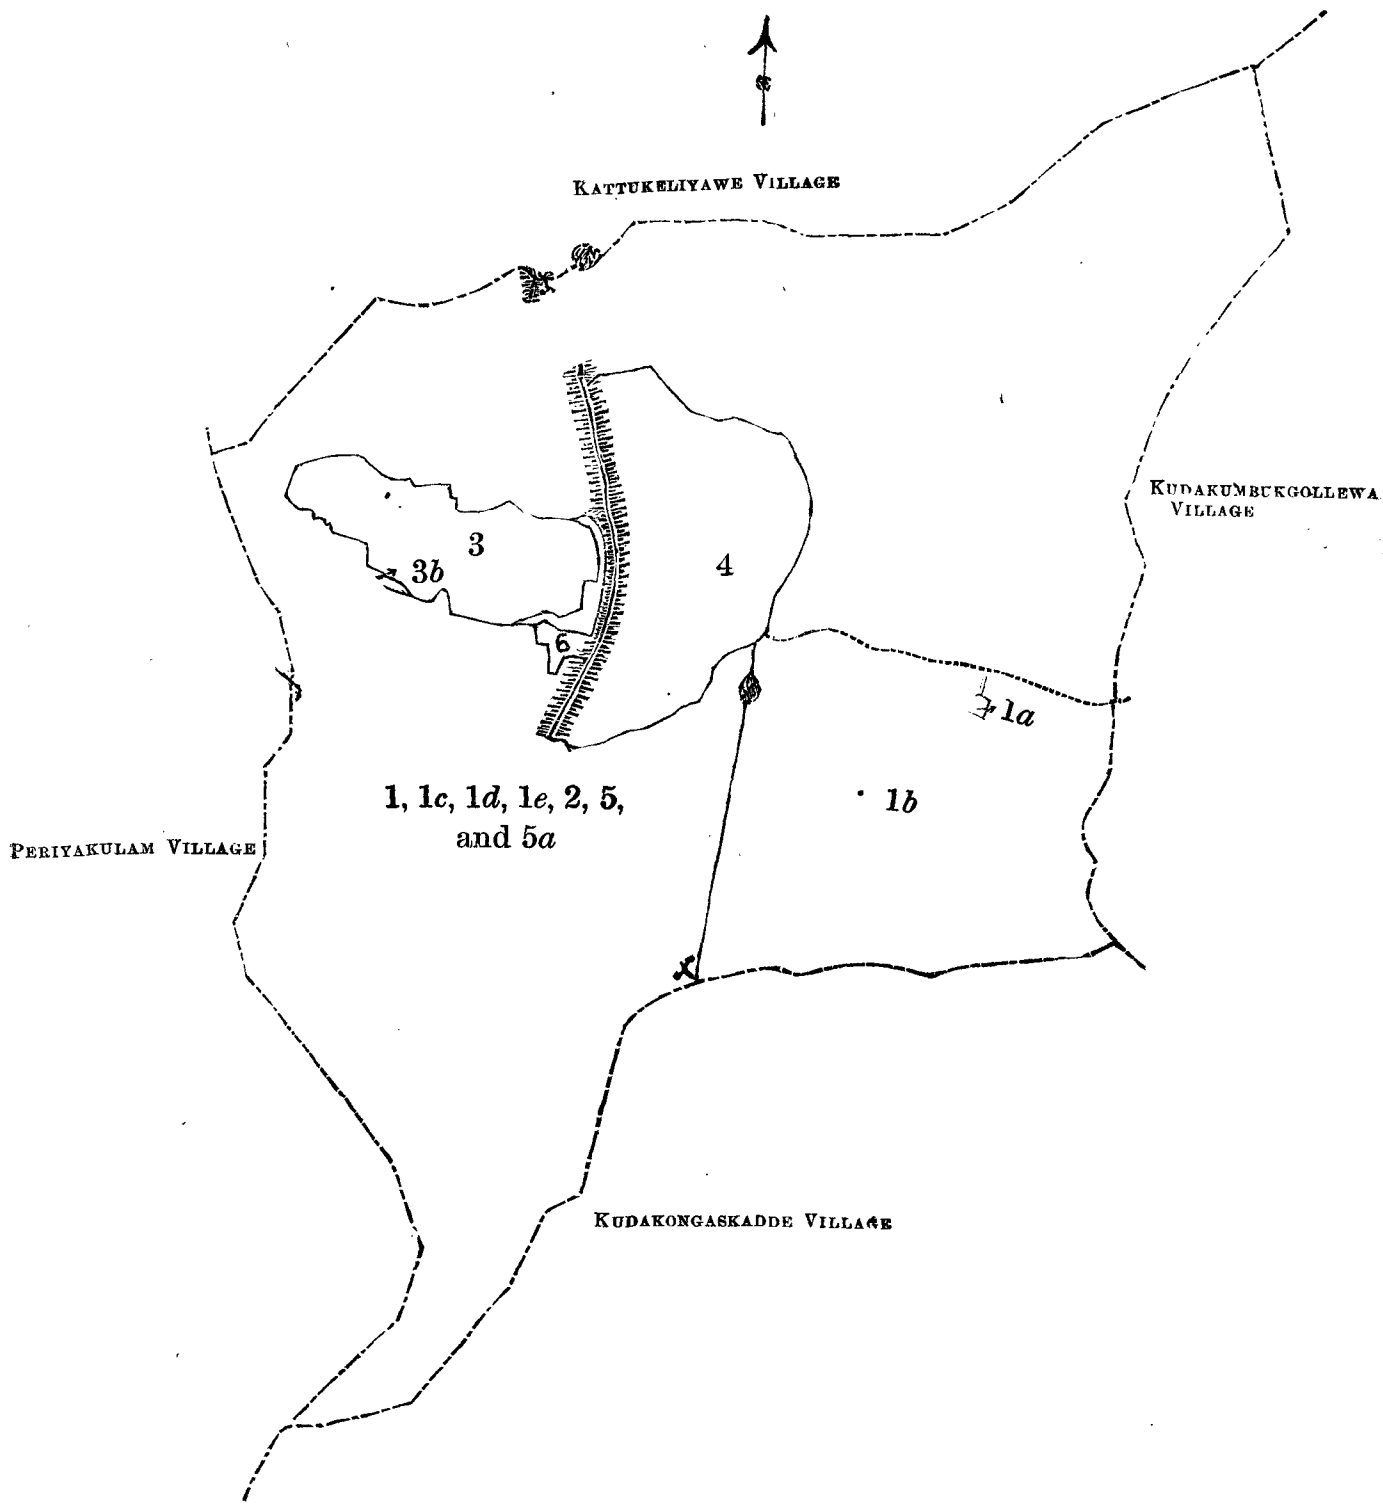 KATTUKELIYAWE VILLAGE
KUDAKUMBUKGOLLEWA
VILLAGE
3
3b
4
6
1a
1, 1c, 1d, 1e, 2, 5,
and 5a
1b
PERIYAKULAM VILLAGE
KUDAKONGASKADDE VILLAGE